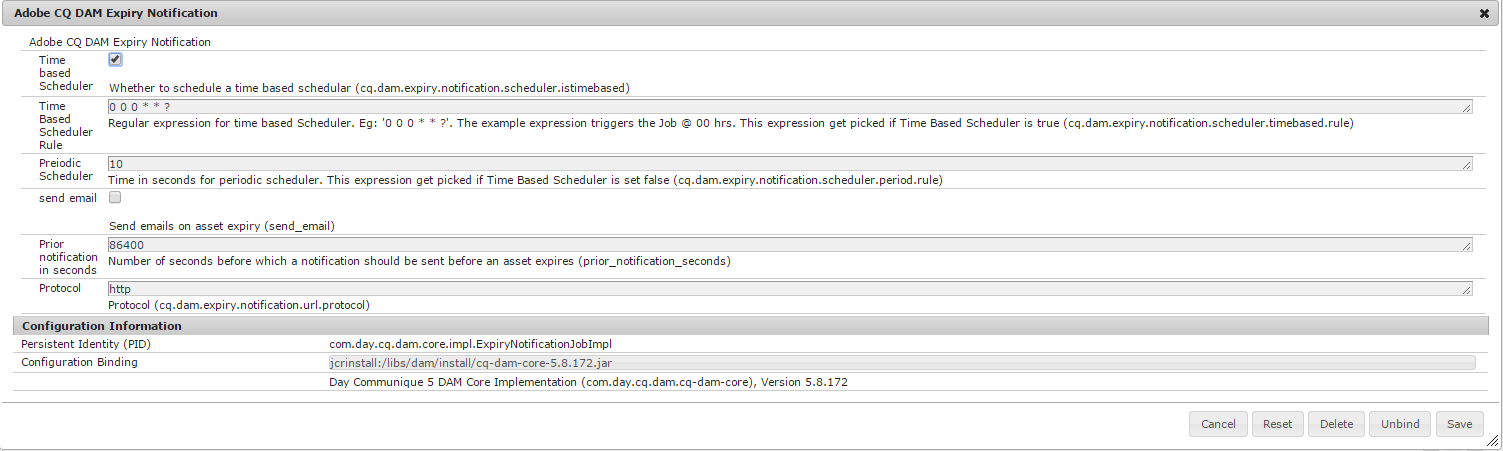 Adobe CQ DAM Expiry Notification
Adobe CQ DAM Expiry Notification
Time
based
Scheduler
Whether to schedule a time based schedular (cq.dam.expiry.notification.scheduler.istimebased)
Time
Based
Scheduler
Rule
0 0 0 * * ?
Regular expression for time based Scheduler. Eg: '0 0 0 * * ?'. The example expression triggers the Job @ 00 hrs. This expression get picked if Time Based Scheduler is true (cq.dam.expiry.notification.scheduler.timebased.rule)
Preiodic
Scheduler
10
Time in seconds for periodic scheduler. This expression get picked if Time Based Scheduler is set false (cq.dam.expiry.notification.scheduler.period.rule)
send email
Send emails on asset expiry (send_email)
Prior
notification
in seconds
86400
Number of seconds before which a notification should be sent before an asset expires (prior_notification_seconds)
Protocol
http
Protocol (cq.dam.expiry.notification.url.protocol)
Configuration Information
Persistent Identity (PID) com.day.cq.dam.core.impl.ExpiryNotificationJobImpl
Configuration Binding jcrinstall:/libs/dam/install/cq-dam-core-5.8.172.jar
Day Communique 5 DAM Core Implementation (com.day.cq.dam.cq-dam-core), Version 5.8.172
Cancel Reset Delete Unbind Save